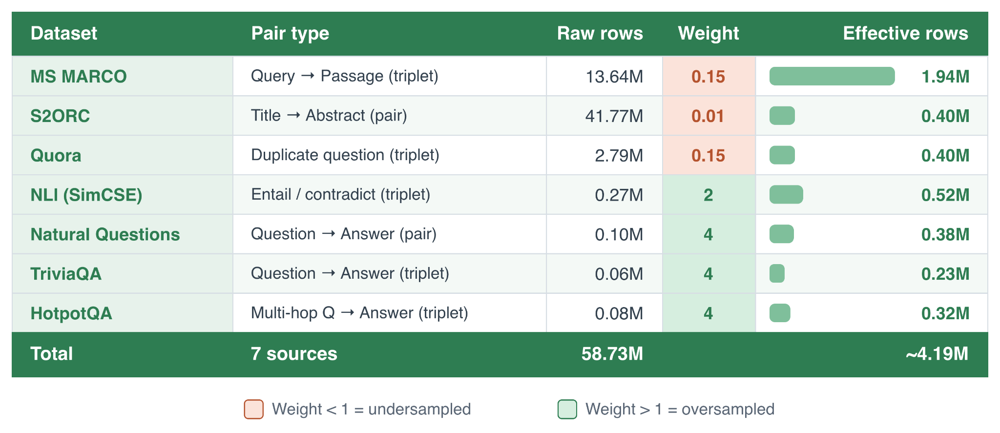 Dataset Pair type Raw rows Weight Effective rows
MS MARCO Query → Passage (triplet) 13.64M 0.15 1.94M
S2ORC Title → Abstract (pair) 41.77M 0.01 0.40M
Quora Duplicate question (triplet) 2.79M 0.15 0.40M
NLI (SimCSE) Entail / contradict (triplet) 0.27M 2 0.52M
Natural Questions Question → Answer (pair) 0.10M 4 0.38M
TriviaQA Question → Answer (triplet) 0.06M 4 0.23M
HotpotQA Multi-hop Q → Answer (triplet) 0.08M 4 0.32M
Total 7 sources 58.73M ~4.19M
Weight < 1 = undersampled Weight > 1 = oversampled